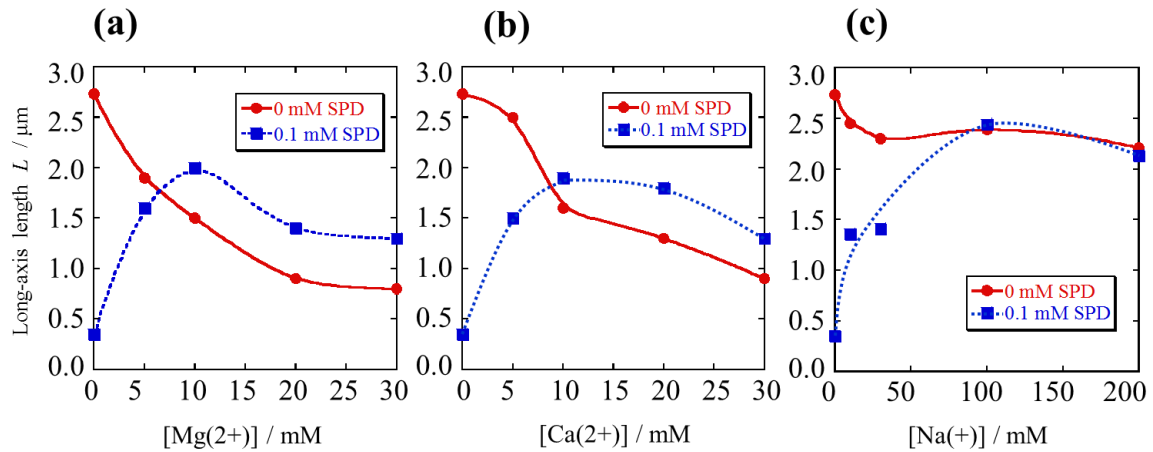 (a)
(b)
(c)
Long-axis length L / μm
3.0
2.5
2.0
1.5
1.0
0.5
0.0
0 mM SPD
0.1 mM SPD
0 5 10 15 20 25 30
[Mg(2+)] / mM
3.0
2.5
2.0
1.5
1.0
0.5
0.0
0 mM SPD
0.1 mM SPD
0 5 10 15 20 25 30
[Ca(2+)] / mM
3.0
2.5
2.0
1.5
1.0
0.5
0.0
0 mM SPD
0.1 mM SPD
0 50 100 150 200
[Na(+)] / mM